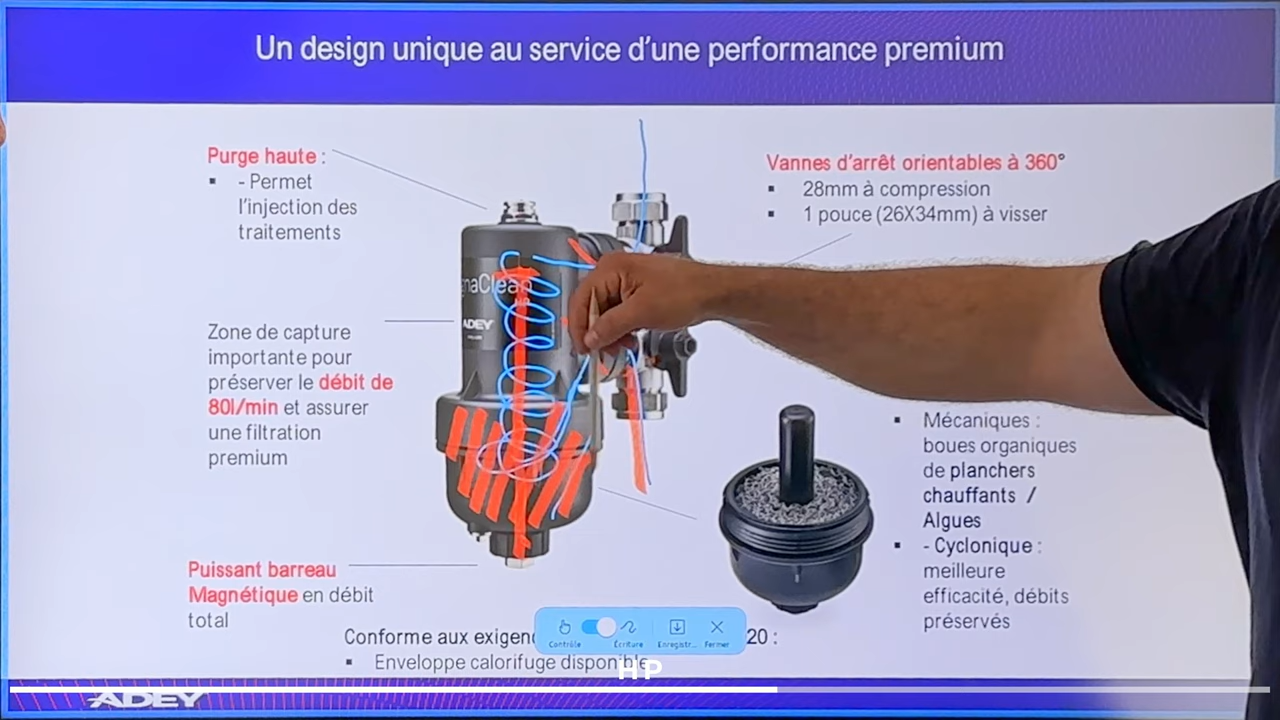 Un design unique au service d'une performance premium
Purge haute :
- Permet
l'injection des
traitements
Vannes d'arrêt orientables à 360°
28mm à compression
1 pouce (26X34mm) à visser
naClean
ADEY
Zone de capture
importante pour
préserver le débit de
80l/min et assurer
une filtration
premium
Mécaniques :
boues organiques
de planchers
chauffants /
Algues
- Cyclonique :
meilleure
efficacité, débits
préservés
Puissant barreau
Magnétique en débit
total
Conforme aux
20 :
Enveloppe calorifuge disponible
Contrôle
Écriture
Enregistr...
Fermer
HP
ADEY